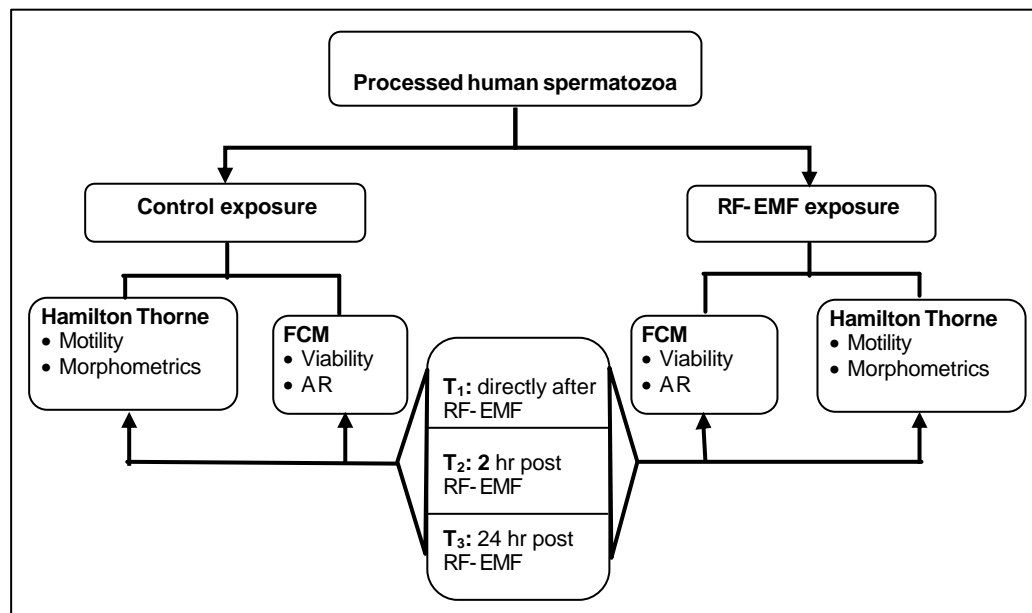 Processed human spermatozoa
Control exposure
RF-EMF exposure
Hamilton Thorne
• Motility
• Morphometrics
FCM
• Viability
• AR
T₁: directly after
RF-EMF
T₂: 2 hr post
RF-EMF
T₃: 24 hr post
RF-EMF
FCM
• Viability
• AR
Hamilton Thorne
• Motility
• Morphometrics